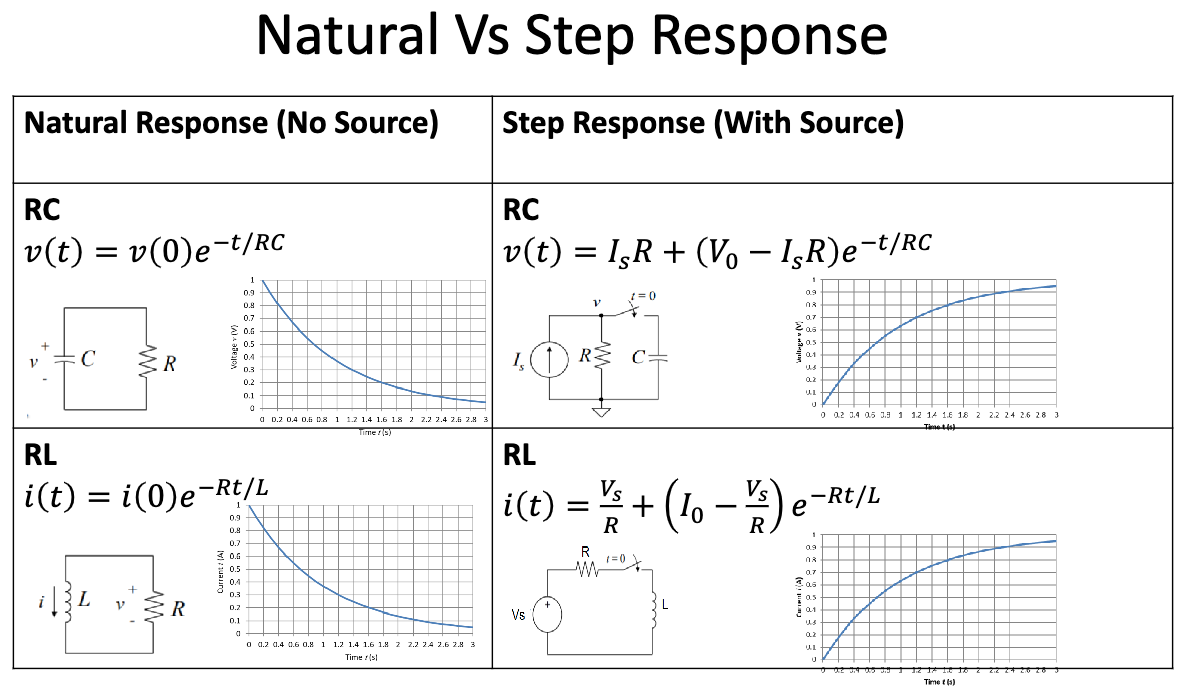 Natural Vs Step Response
Natural Response (No Source)
Step Response (With Source)
RC
v(t) = v(0)e^{−t/RC}
v
+
-
C
R
Voltage v (V)
1
0.9
0.8
0.7
0.6
0.5
0.4
0.3
0.2
0.1
0
0 0.2 0.4 0.6 0.8 1 1.2 1.4 1.6 1.8 2 2.2 2.4 2.6 2.8 3
Time t (s)
RC
v(t) = I_sR + (V_0 − I_sR)e^{−t/RC}
v
t = 0
I_s
R
C
Voltage v (V)
1
0.9
0.8
0.7
0.6
0.5
0.4
0.3
0.2
0.1
0
0 0.2 0.4 0.6 0.8 1 1.2 1.4 1.6 1.8 2 2.2 2.4 2.6 2.8 3
Time t (s)
RL
i(t) = i(0)e^{−Rt/L}
i
L
v
+
-
R
Current i (A)
1
0.9
0.8
0.7
0.6
0.5
0.4
0.3
0.2
0.1
0
0 0.2 0.4 0.6 0.8 1 1.2 1.4 1.6 1.8 2 2.2 2.4 2.6 2.8 3
Time t (s)
RL
i(t) = V_s/R + (I_0 − V_s/R) e^{−Rt/L}
R
t = 0
Vs
+
-
L
Current i (A)
1
0.9
0.8
0.7
0.6
0.5
0.4
0.3
0.2
0.1
0
0 0.2 0.4 0.6 0.8 1 1.2 1.4 1.6 1.8 2 2.2 2.4 2.6 2.8 3
Time t (s)